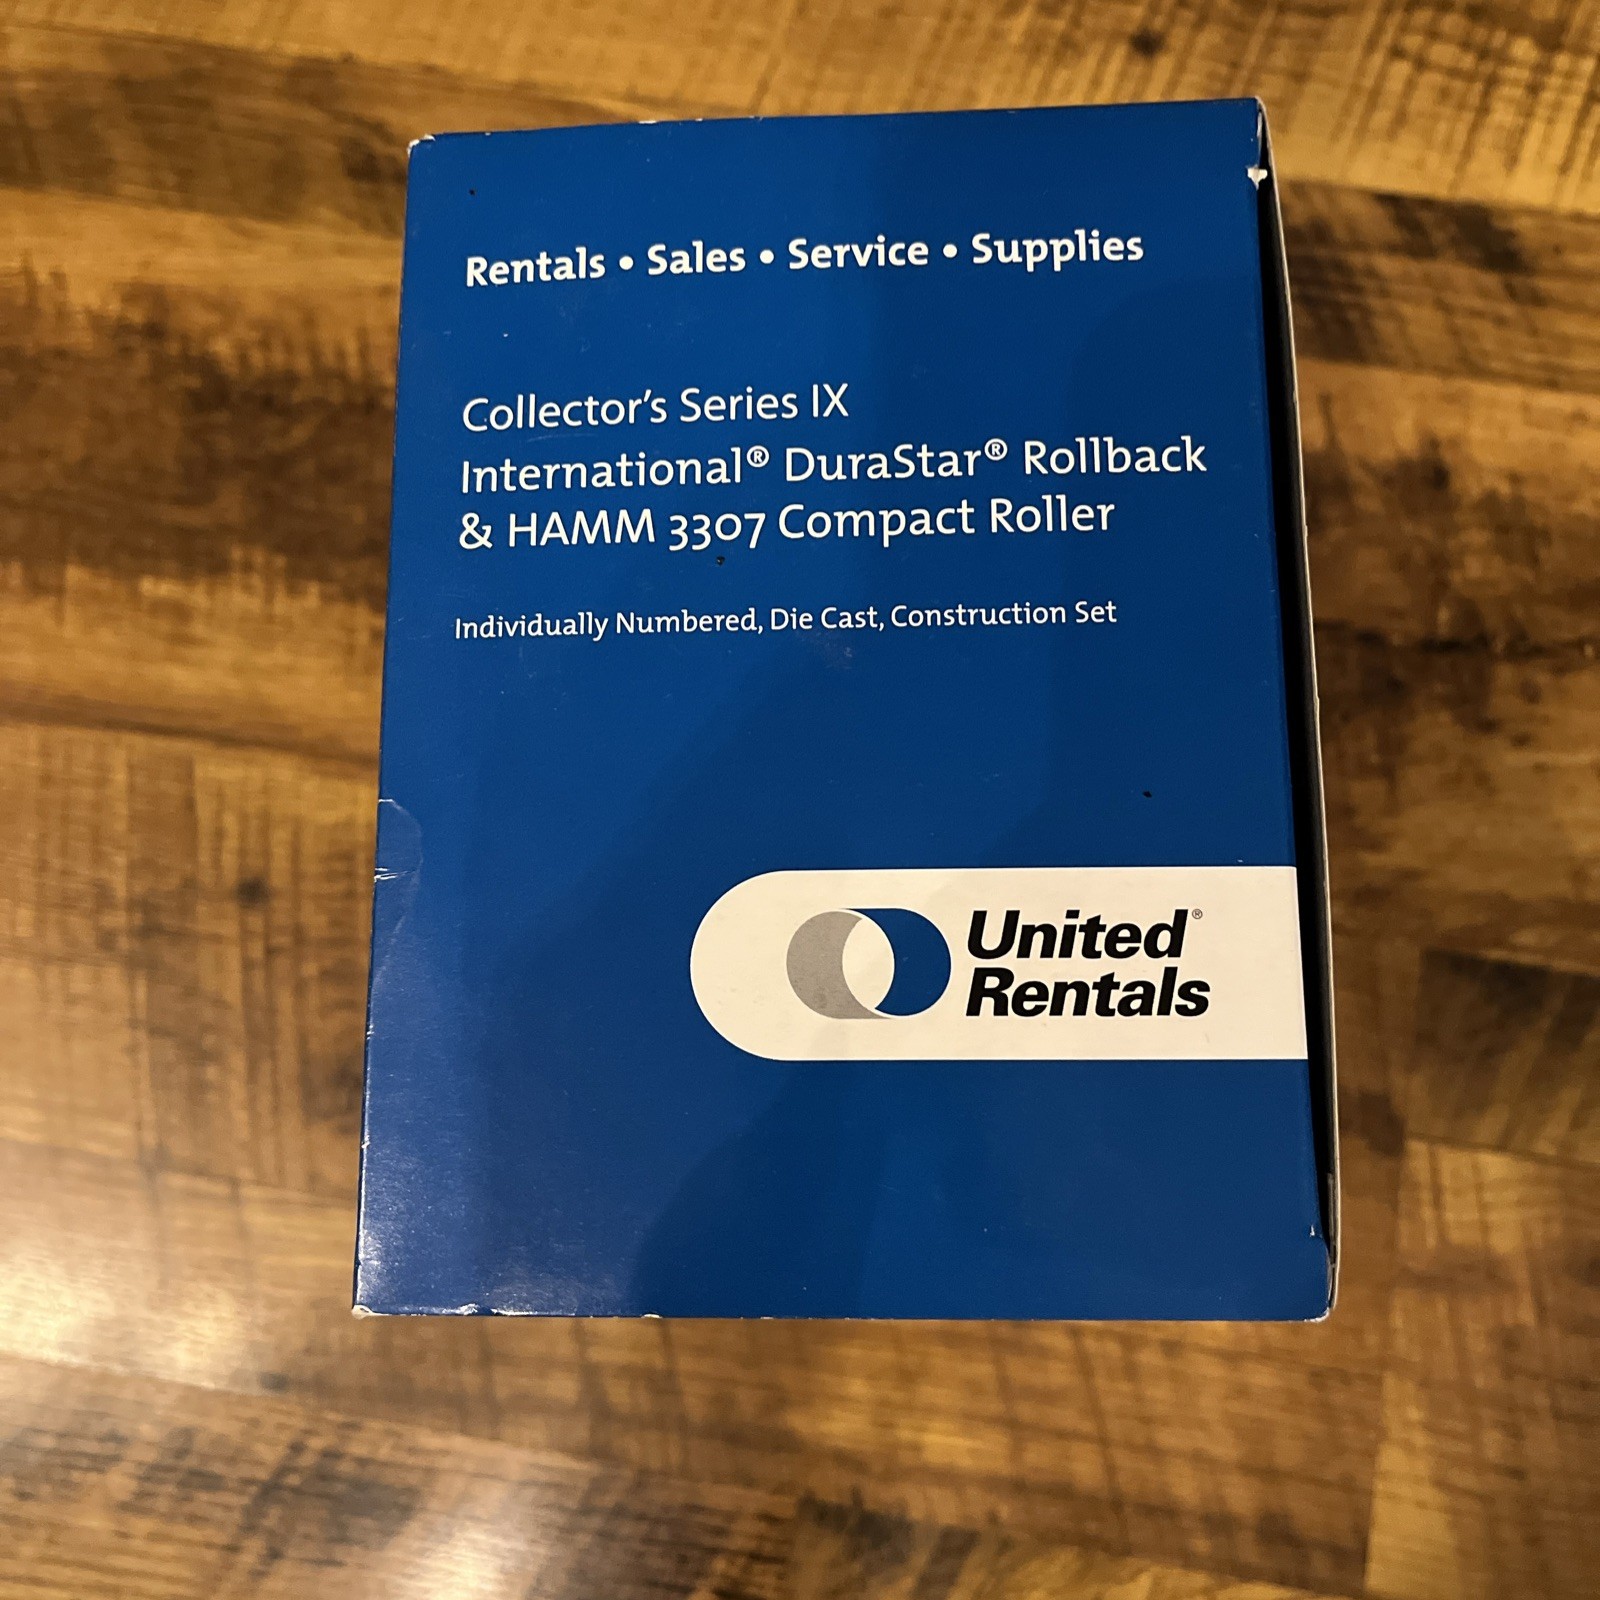 Rentals • Sales • Service • Supplies
Collector's Series IX
International® DuraStar® Rollback
& HAMM 3307 Compact Roller
Individually Numbered, Die Cast, Construction Set
United®
Rentals